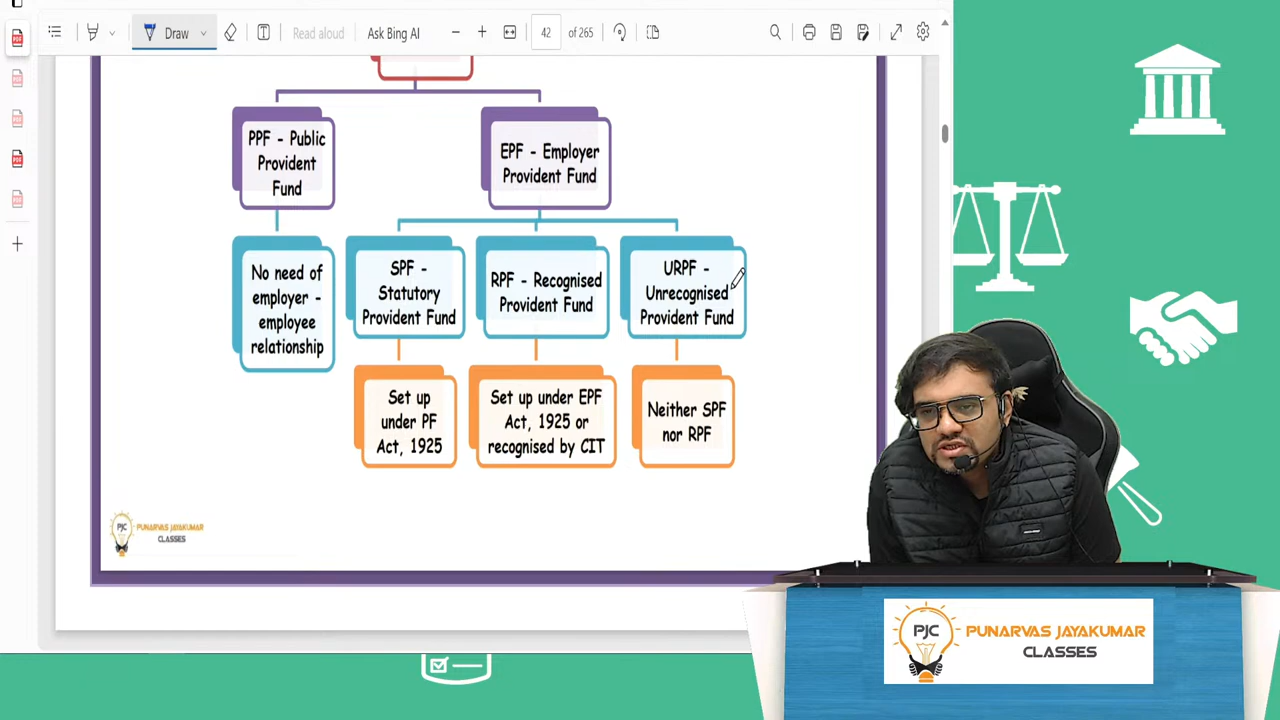 Draw
Read aloud
Ask Bing AI
42
of 265
PPF - Public
Provident
Fund
EPF - Employer
Provident Fund
No need of
employer -
employee
relationship
SPF -
Statutory
Provident Fund
RPF - Recognised
Provident Fund
URPF -
Unrecognised
Provident Fund
Set up
under PF
Act, 1925
Set up under EPF
Act, 1925 or
recognised by CIT
Neither SPF
nor RPF
PJC
PUNARVAS JAYAKUMAR
CLASSES
PJC
PUNARVAS JAYAKUMAR
CLASSES